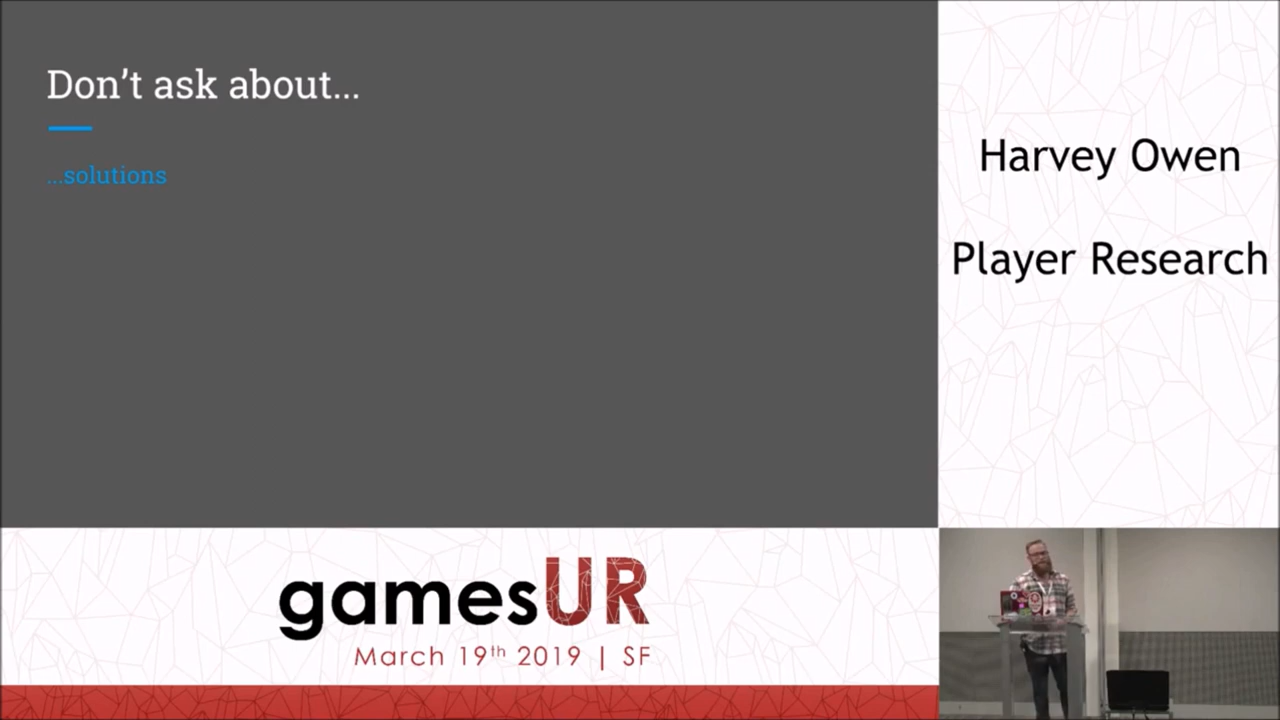 Don't ask about...
...solutions
Harvey Owen
Player Research
gamesUR
March 19th 2019 | SF